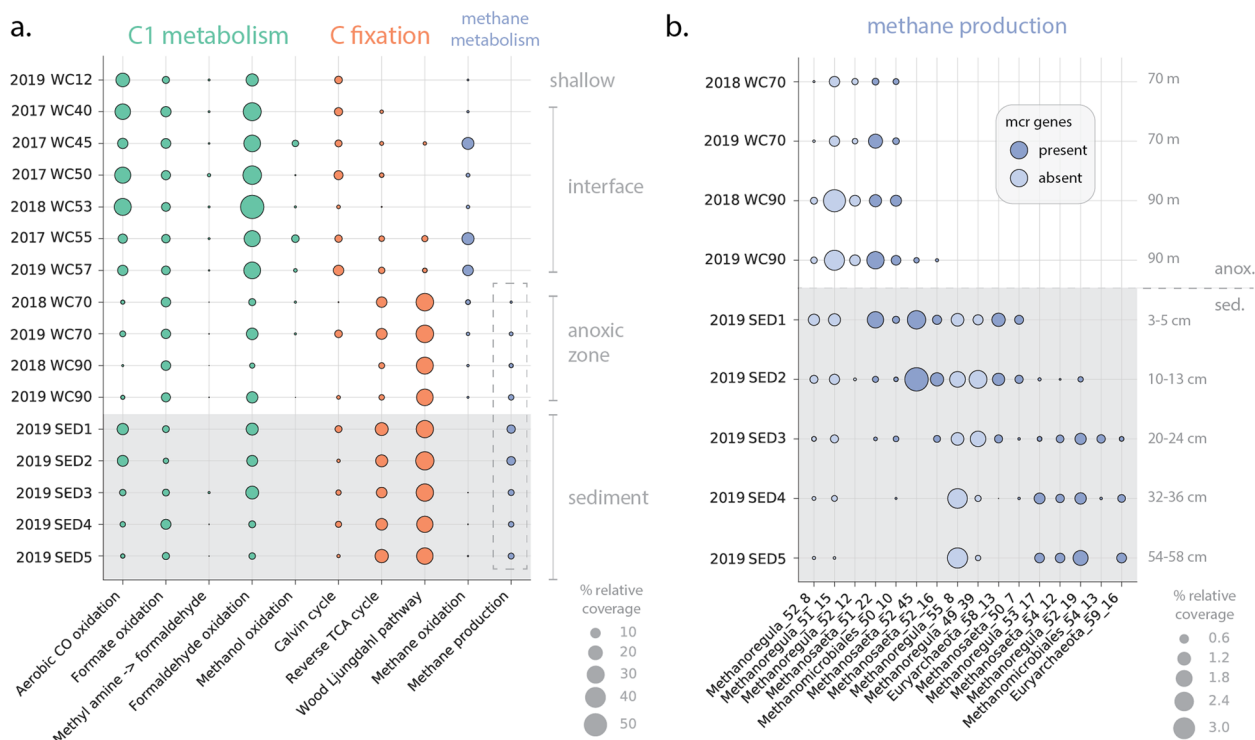 a.
C1 metabolism
C fixation
methane
metabolism
2019 WC12
2017 WC40
2017 WC45
2017 WC50
2018 WC53
2017 WC55
2019 WC57
2018 WC70
2019 WC70
2018 WC90
2019 WC90
2019 SED1
2019 SED2
2019 SED3
2019 SED4
2019 SED5
shallow
interface
anoxic
zone
sediment
Aerobic CO oxidation
Formate oxidation
Methyl amine -> formaldehyde
Formaldehyde oxidation
Methanol oxidation
Calvin cycle
Reverse TCA cycle
Wood Ljungdahl pathway
Methane oxidation
Methane production
% relative
coverage
10
20
30
40
50
b.
methane production
2018 WC70
2019 WC70
2018 WC90
2019 WC90
2019 SED1
2019 SED2
2019 SED3
2019 SED4
2019 SED5
mcr genes
present
absent
70 m
70 m
90 m
90 m
anox.
sed.
3-5 cm
10-13 cm
20-24 cm
32-36 cm
54-58 cm
Methanoregula_52_8
Methanoregula_51_15
Methanoregula_52_12
Methanosaeta_51_22
Methanomicrobiales_50_10
Methanosaeta_52_45
Methanosaeta_52_16
Methanoregula_55_8
Methanoregula_49_39
Euryarchaeota_58_13
Methanosaeta_50_7
Methanoregula_53_17
Methanosaeta_54_12
Methanoregula_52_19
Methanomicrobiales_54_13
Euryarchaeota_59_16
% relative
coverage
0.6
1.2
1.8
2.4
3.0